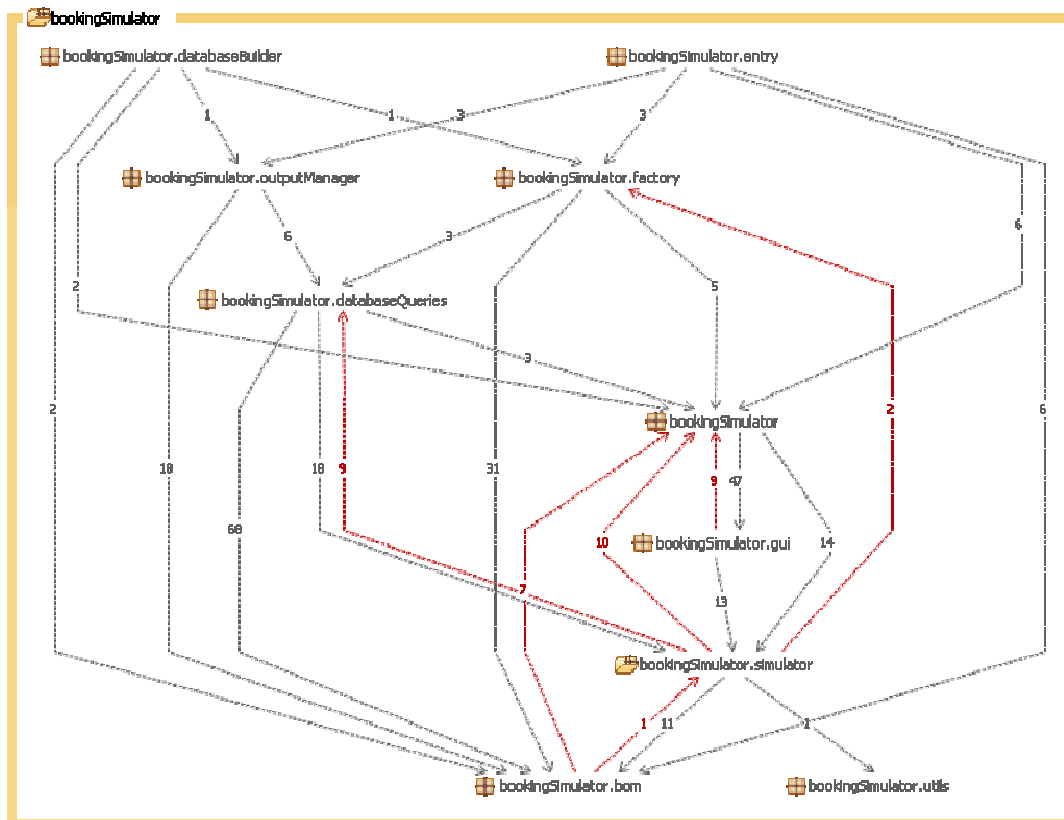 bookingSimulator
bookingSimulator.databaseBuilder
bookingSimulator.entry
1
1
3
3
bookingSimulator.outputManager
bookingSimulator.factory
6
6
3
2
5
bookingSimulator.databaseQueries
3
2
2
6
bookingSimulator
18
18
9
31
9
47
68
10
bookingSimulator.gui
14
7
13
bookingSimulator.simulator
1
11
1
bookingSimulator.bom
bookingSimulator.utils